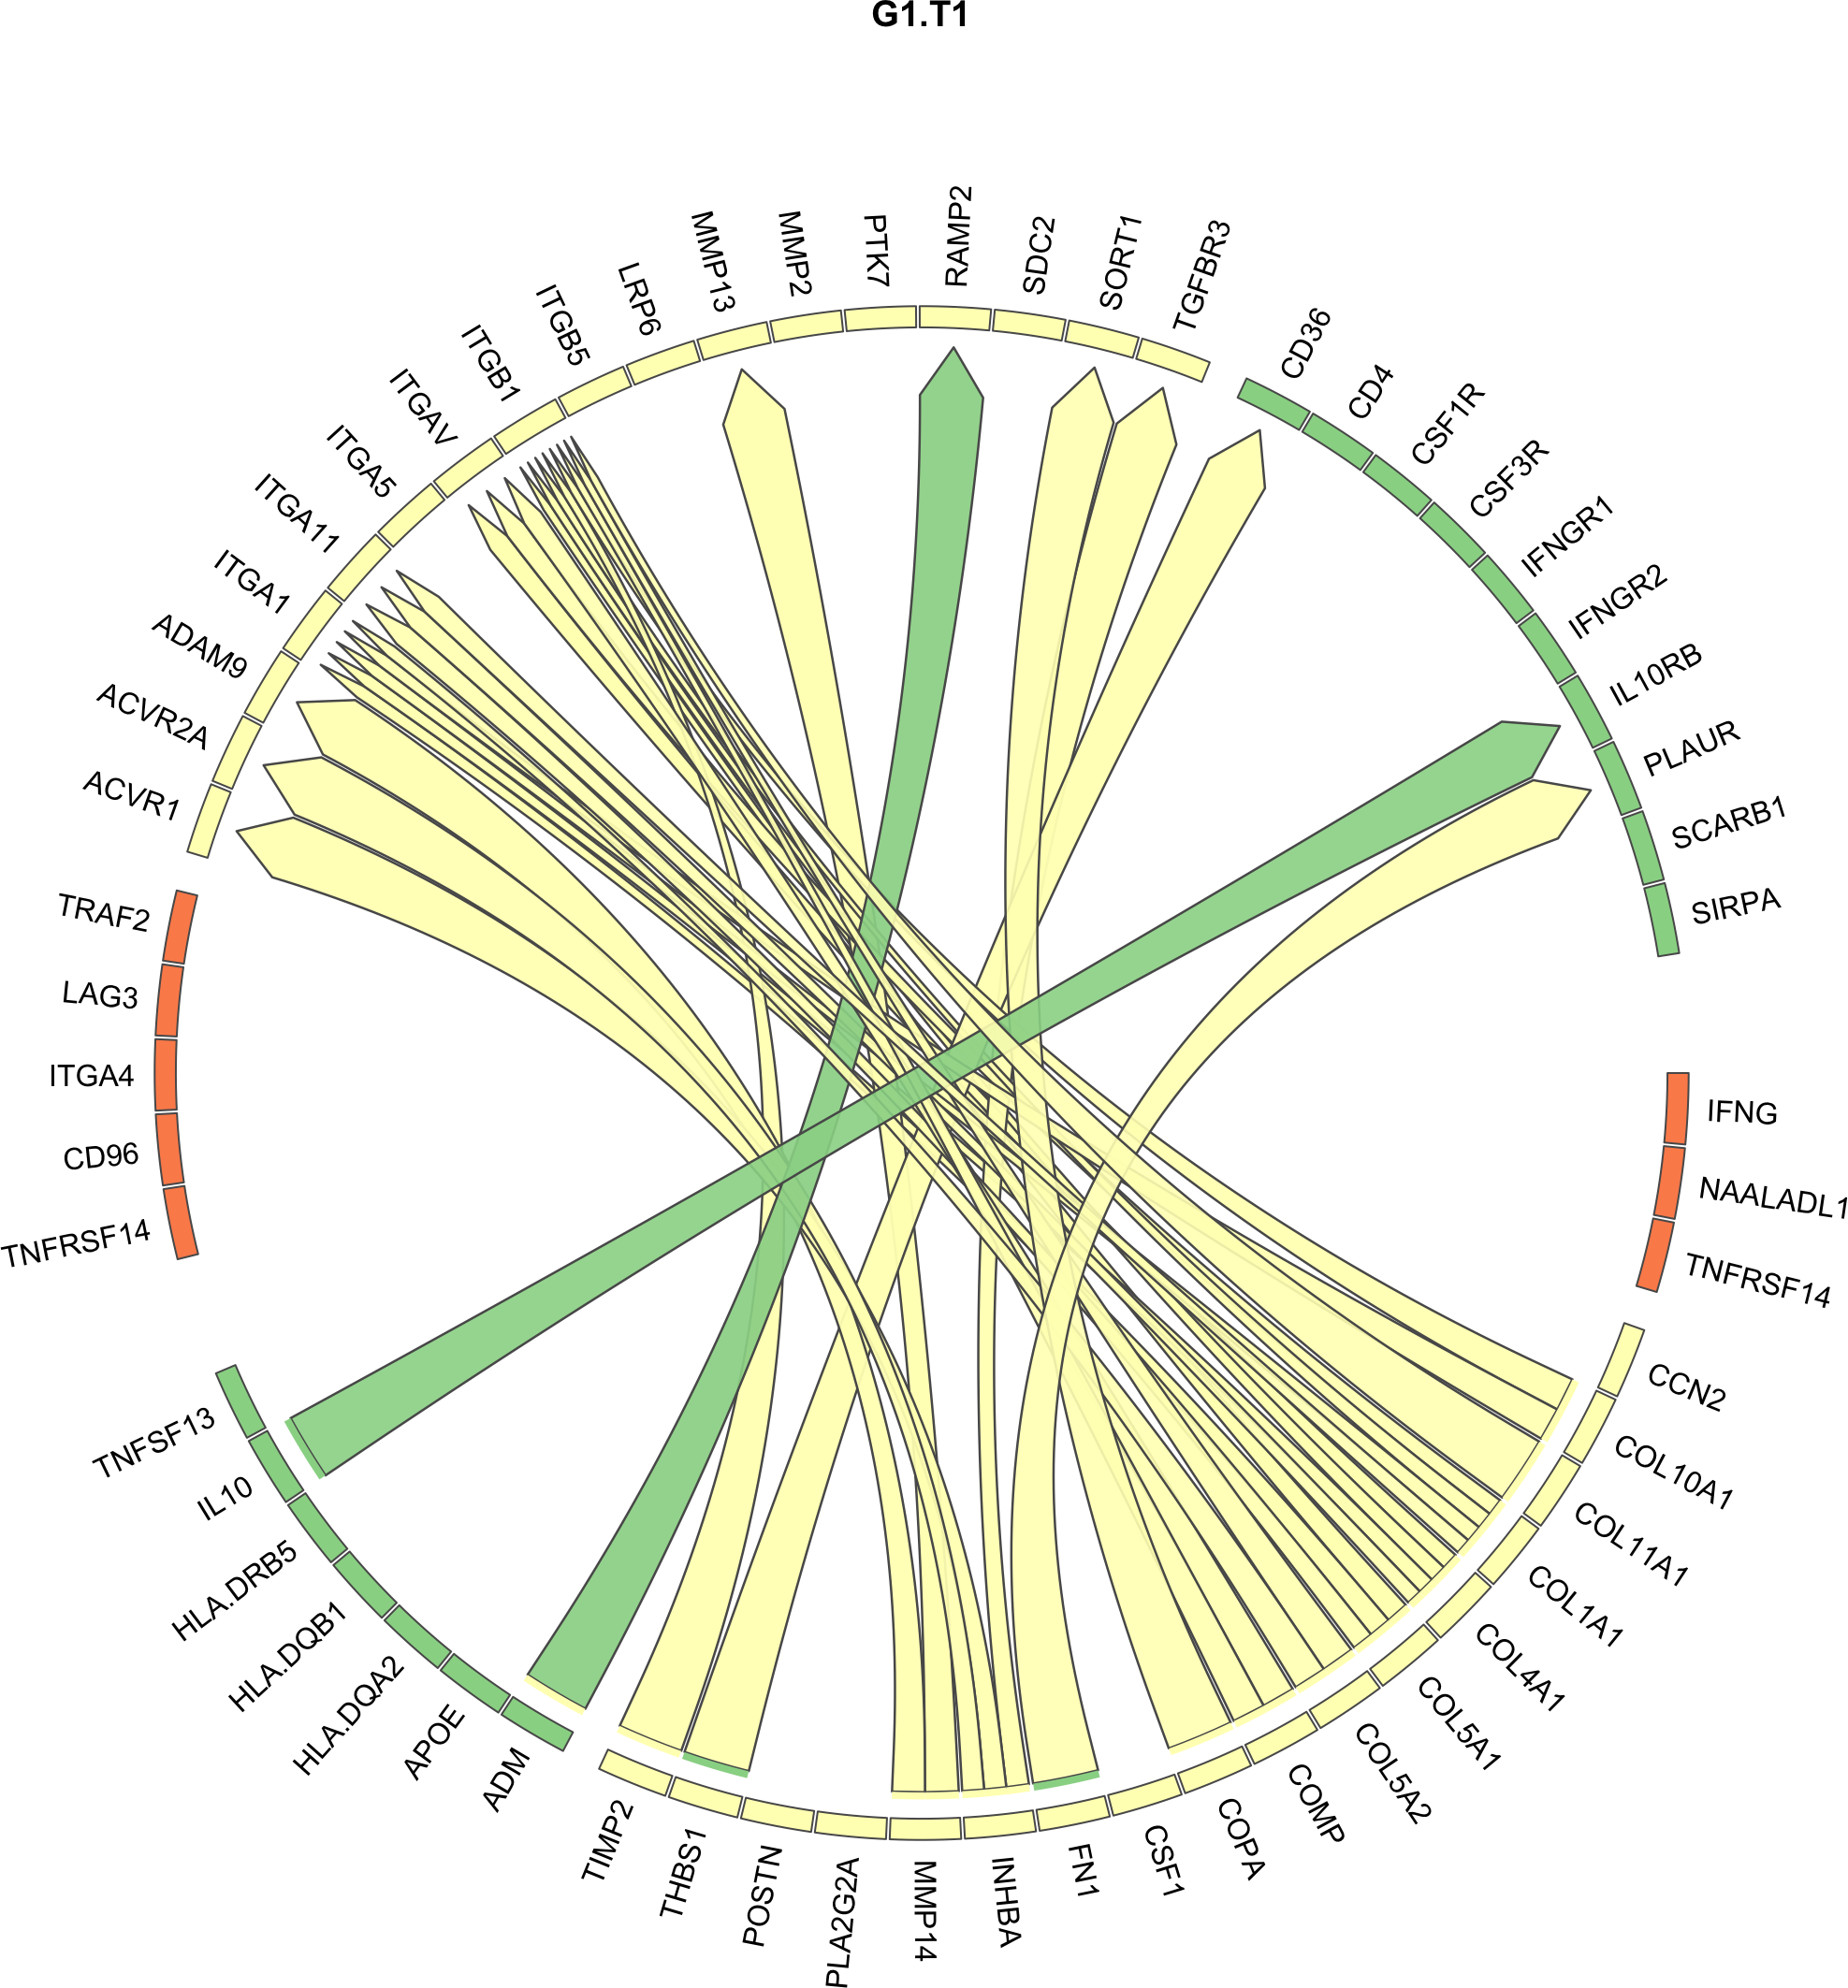 G1.T1
CD36
CD4
CSF1R
CSF3R
IFNGR1
IFNGR2
IL10RB
PLAUR
SCARB1
SIRPA
IFNG
NAALADL1
TNFRSF14
CCN2
COL10A1
COL11A1
COL1A1
COL4A1
COL5A1
COL5A2
COMP
COPA
CSF1
FN1
INHBA
MMP14
PLA2G2A
POSTN
THBS1
TIMP2
ADM
APOE
HLA.DQA2
HLA.DQB1
HLA.DRB5
IL10
TNFSF13
TNFRSF14
CD96
ITGA4
LAG3
TRAF2
ACVR1
ACVR2A
ADAM9
ITGA1
ITGA11
ITGA5
ITGAV
ITGB1
ITGB5
LRP6
MMP13
MMP2
PTK7
RAMP2
SDC2
SORT1
TGFBR3